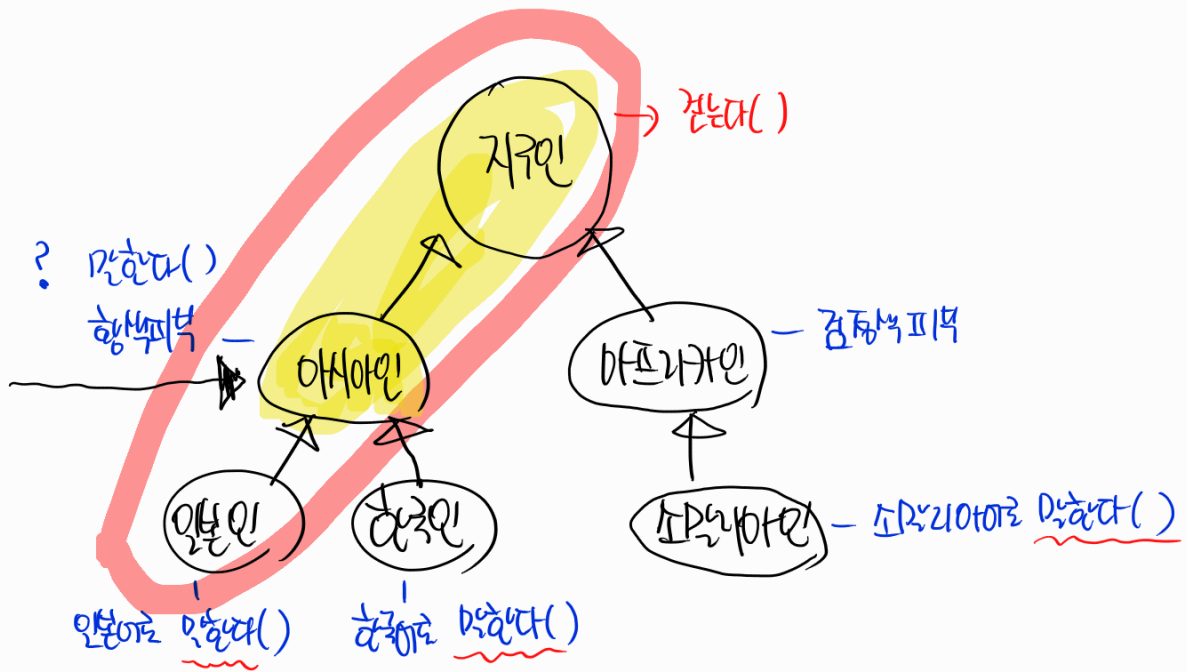 걷는다( )
지구인
? 말한다( )
황색피부
아시아인
아프리카인
검정색피부
일본인
한국인
소말리아인
소말리아어로 말한다( )
일본어로 말한다( )
한국어로 말한다( )